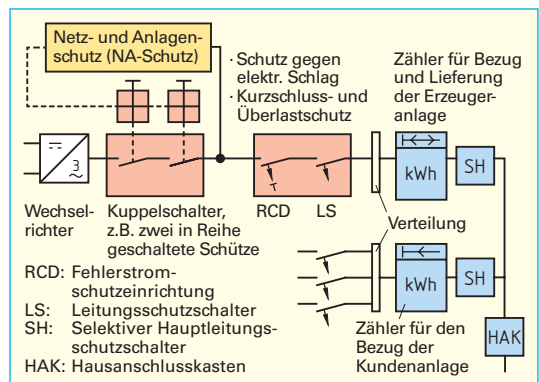 Netz- und Anlagen-
schutz (NA-Schutz)
· Schutz gegen
elektr. Schlag
· Kurzschluss- und
Überlastschutz
Zähler für Bezug
und Lieferung
der Erzeuger-
anlage
3
kWh
SH
RCD
LS
Wechsel-
richter
Kuppelschalter,
z.B. zwei in Reihe
geschaltete Schütze
Verteilung
kWh
SH
RCD: Fehlerstrom-
schutzeinrichtung
LS: Leitungsschutzschalter
SH: Selektiver Hauptleitungs-
schutzschalter
HAK: Hausanschlusskasten
Zähler für den
Bezug der
Kundenanlage
HAK